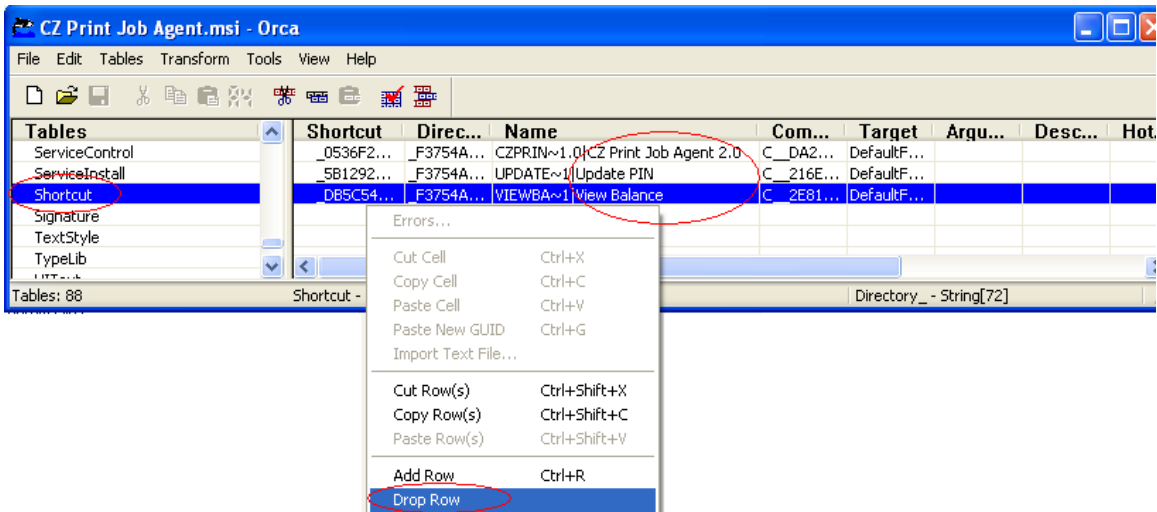 CZ Print Job Agent.msi - Orca
File Edit Tables Transform Tools View Help
Tables Shortcut Direc... Name Com... Target Argu... Desc... Hot.
ServiceControl _0536F2... _F3754A... CZPRIN~1.0|CZ Print Job Agent 2.0 C__DA2... DefaultF...
ServiceInstall _5B1292... _F3754A... UPDATE~1|Update PIN C__216E... DefaultF...
Shortcut _DB5C54... _F3754A... VIEWBA~1|View Balance C__2E81... DefaultF...
Signature
TextStyle
TypeLib
Tables: 88 Shortcut - Directory_ - String[72]
Errors...
Cut Cell Ctrl+X
Copy Cell Ctrl+C
Paste Cell Ctrl+V
Paste New GUID Ctrl+G
Import Text File...
Cut Row(s) Ctrl+Shift+X
Copy Row(s) Ctrl+Shift+C
Paste Row(s) Ctrl+Shift+V
Add Row Ctrl+R
Drop Row